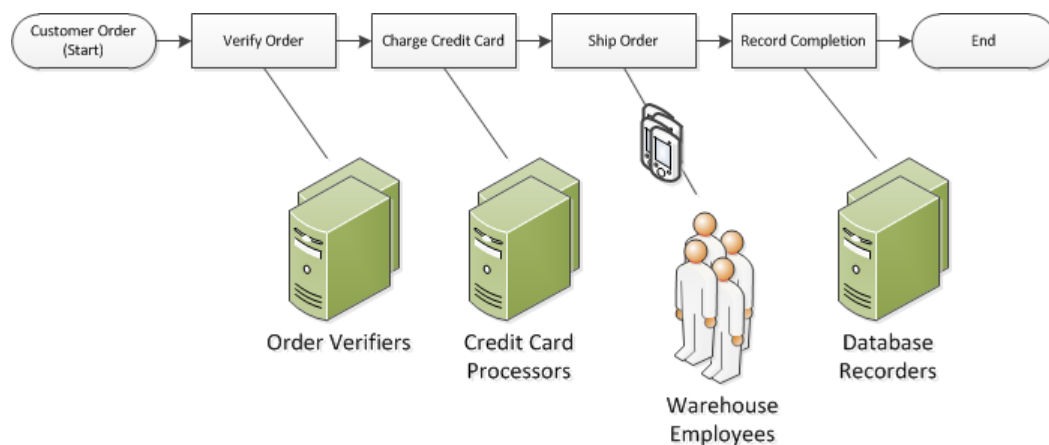 Customer Order
(Start)
Verify Order
Charge Credit Card
Ship Order
Record Completion
End
Order Verifiers
Credit Card
Processors
Warehouse
Employees
Database
Recorders